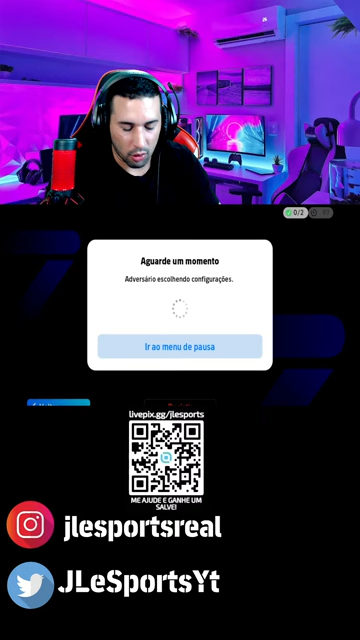 0/2
97
Aguarde um momento
Adversário escolhendo configurações.
Ir ao menu de pausa
livepix.gg/jlesports
ME AJUDE E GANHE UM
SALVE!
jlesportsreal
JLeSportsYt